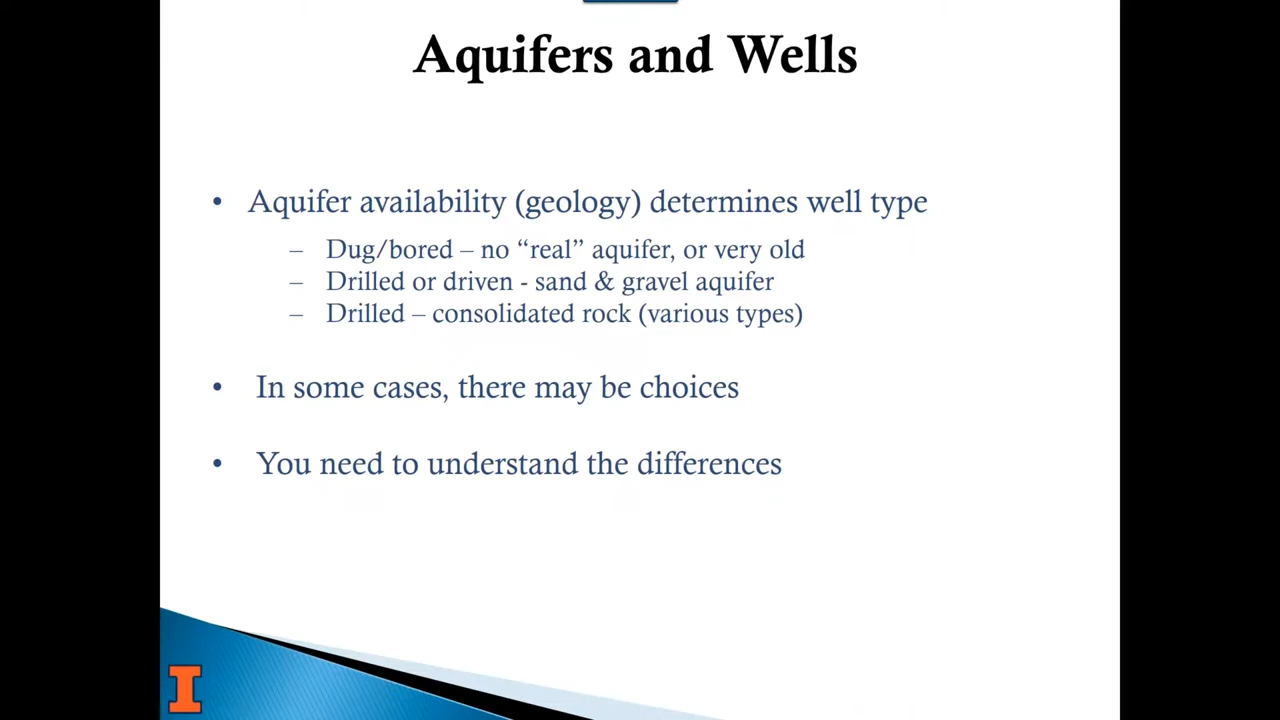 Aquifers and Wells
• Aquifer availability (geology) determines well type
– Dug/bored – no “real” aquifer, or very old
– Drilled or driven - sand & gravel aquifer
– Drilled – consolidated rock (various types)
• In some cases, there may be choices
• You need to understand the differences
I